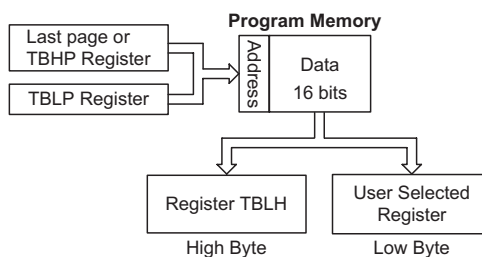 Program Memory
Last page or
TBHP Register
TBLP Register
Address
Data
16 bits
Register TBLH
User Selected
Register
High Byte
Low Byte